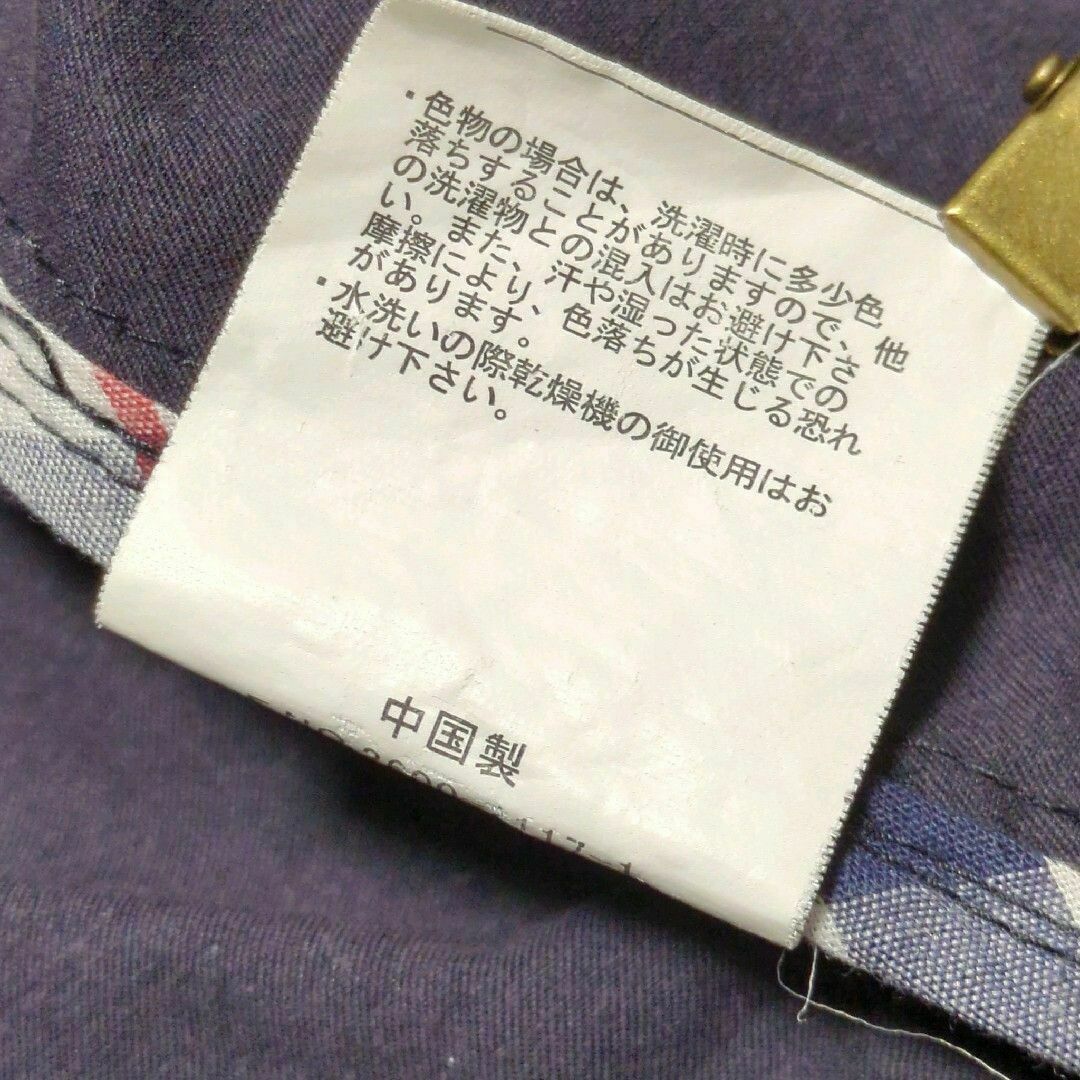 ・色物の場合は、洗濯時に多少色
落ちすることがありますので、他
の洗濯物との混入はお避け下さ
い。また、汗や湿った状態での
摩擦により、色落ちが生じる恐れ
があります。
・水洗いの際乾燥機の御使用はお
避け下さい。
中国製